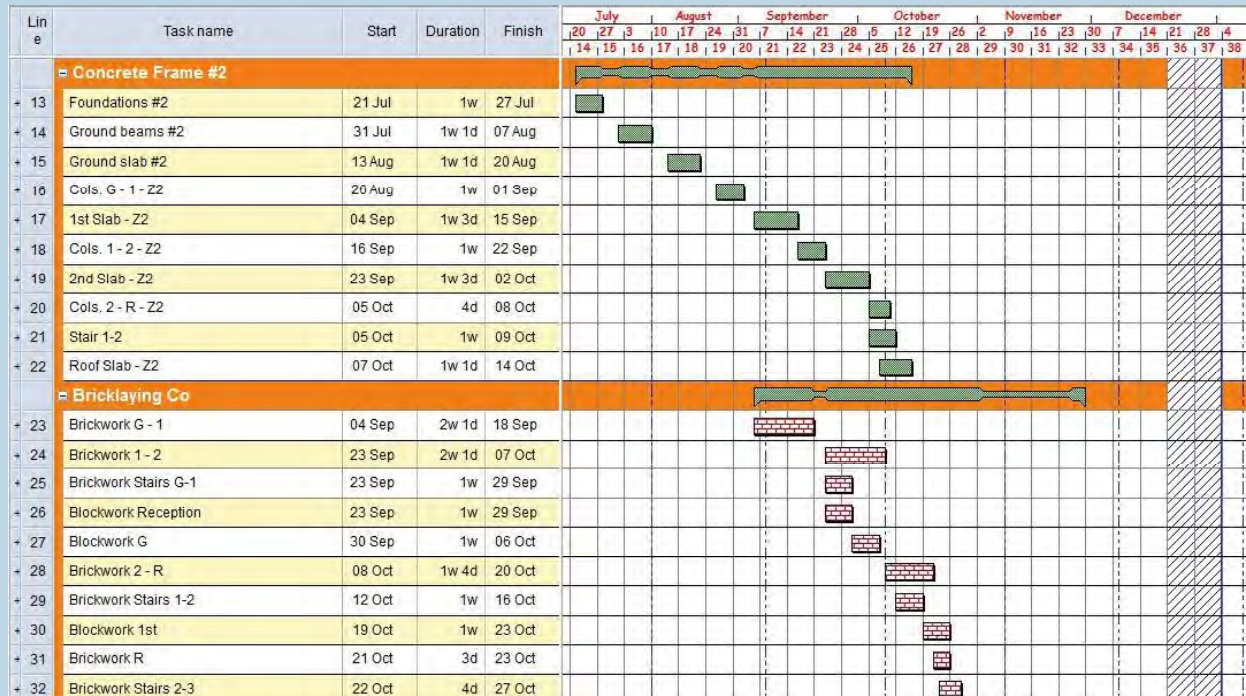 Lin
e
Task name
Start
Duration
Finish
July August September October November December
20 27 3 10 17 24 31 7 14 21 28 5 12 19 26 2 9 16 23 30 7 14 21 28 4
14 15 16 17 18 19 20 21 22 23 24 25 26 27 28 29 30 31 32 33 34 35 36 37 38
Concrete Frame #2
13 Foundations #2 21 Jul 1w 27 Jul
14 Ground beams #2 31 Jul 1w 1d 07 Aug
15 Ground slab #2 13 Aug 1w 1d 20 Aug
16 Cols. G - 1 - Z2 26 Aug 1w 01 Sep
17 1st Slab - Z2 04 Sep 1w 3d 15 Sep
18 Cols. 1 - 2 - Z2 16 Sep 1w 22 Sep
19 2nd Slab - Z2 23 Sep 1w 3d 02 Oct
20 Cols. 2 - R - Z2 05 Oct 4d 08 Oct
21 Stair 1-2 05 Oct 1w 09 Oct
22 Roof Slab - Z2 07 Oct 1w 1d 14 Oct
Bricklaying Co
23 Brickwork G - 1 04 Sep 2w 1d 18 Sep
24 Brickwork 1 - 2 23 Sep 2w 1d 07 Oct
25 Brickwork Stairs G-1 23 Sep 1w 29 Sep
26 Blockwork Reception 23 Sep 1w 29 Sep
27 Blockwork G 30 Sep 1w 06 Oct
28 Brickwork 2 - R 08 Oct 1w 4d 20 Oct
29 Brickwork Stairs 1-2 12 Oct 1w 16 Oct
30 Blockwork 1st 19 Oct 1w 23 Oct
31 Brickwork R 21 Oct 3d 23 Oct
32 Brickwork Stairs 2-3 22 Oct 4d 27 Oct